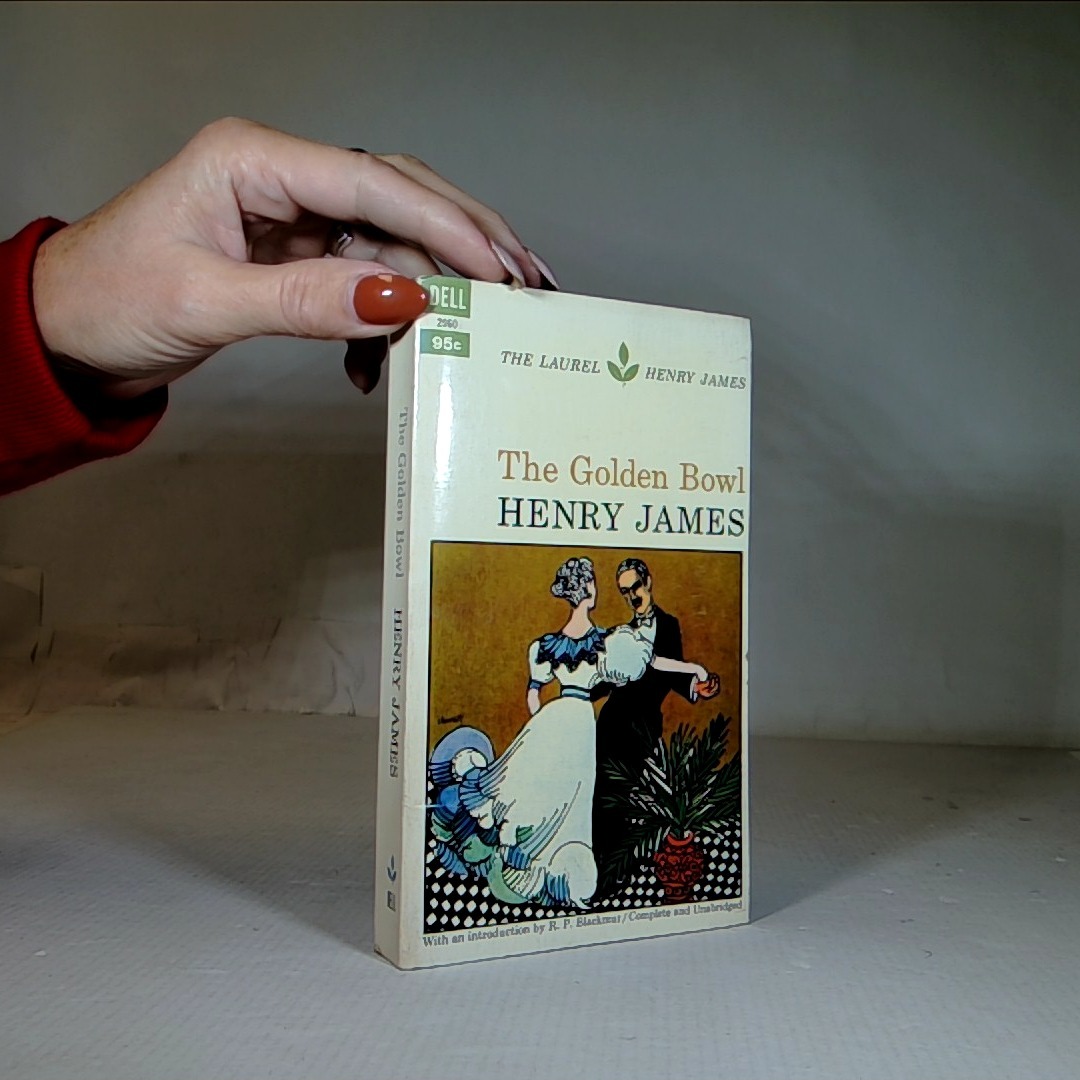 DELL
2960
95c
THE LAUREL HENRY JAMES
The Golden Bowl
HENRY JAMES
With an introduction by R. P. Blackmur/Complete and Unabridged
The Golden Bowl HENRY JAMES